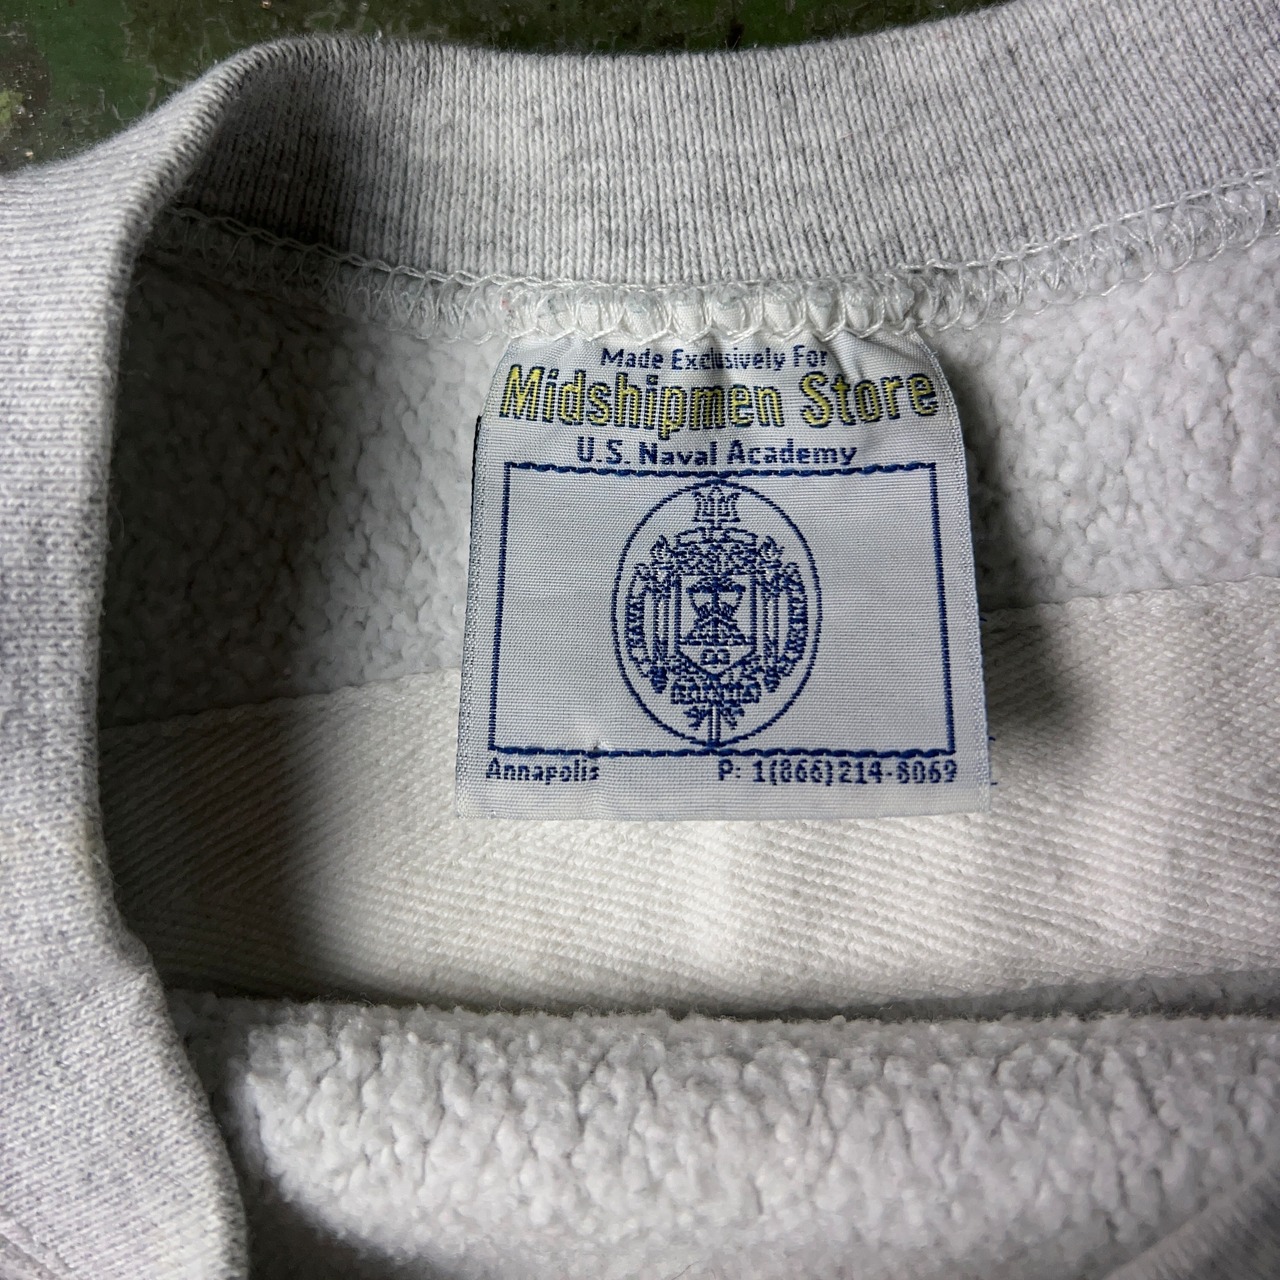 Made Exclusively For
Midshipmen Store
U.S. Naval Academy
Annapolis P: 1(866)214-8069